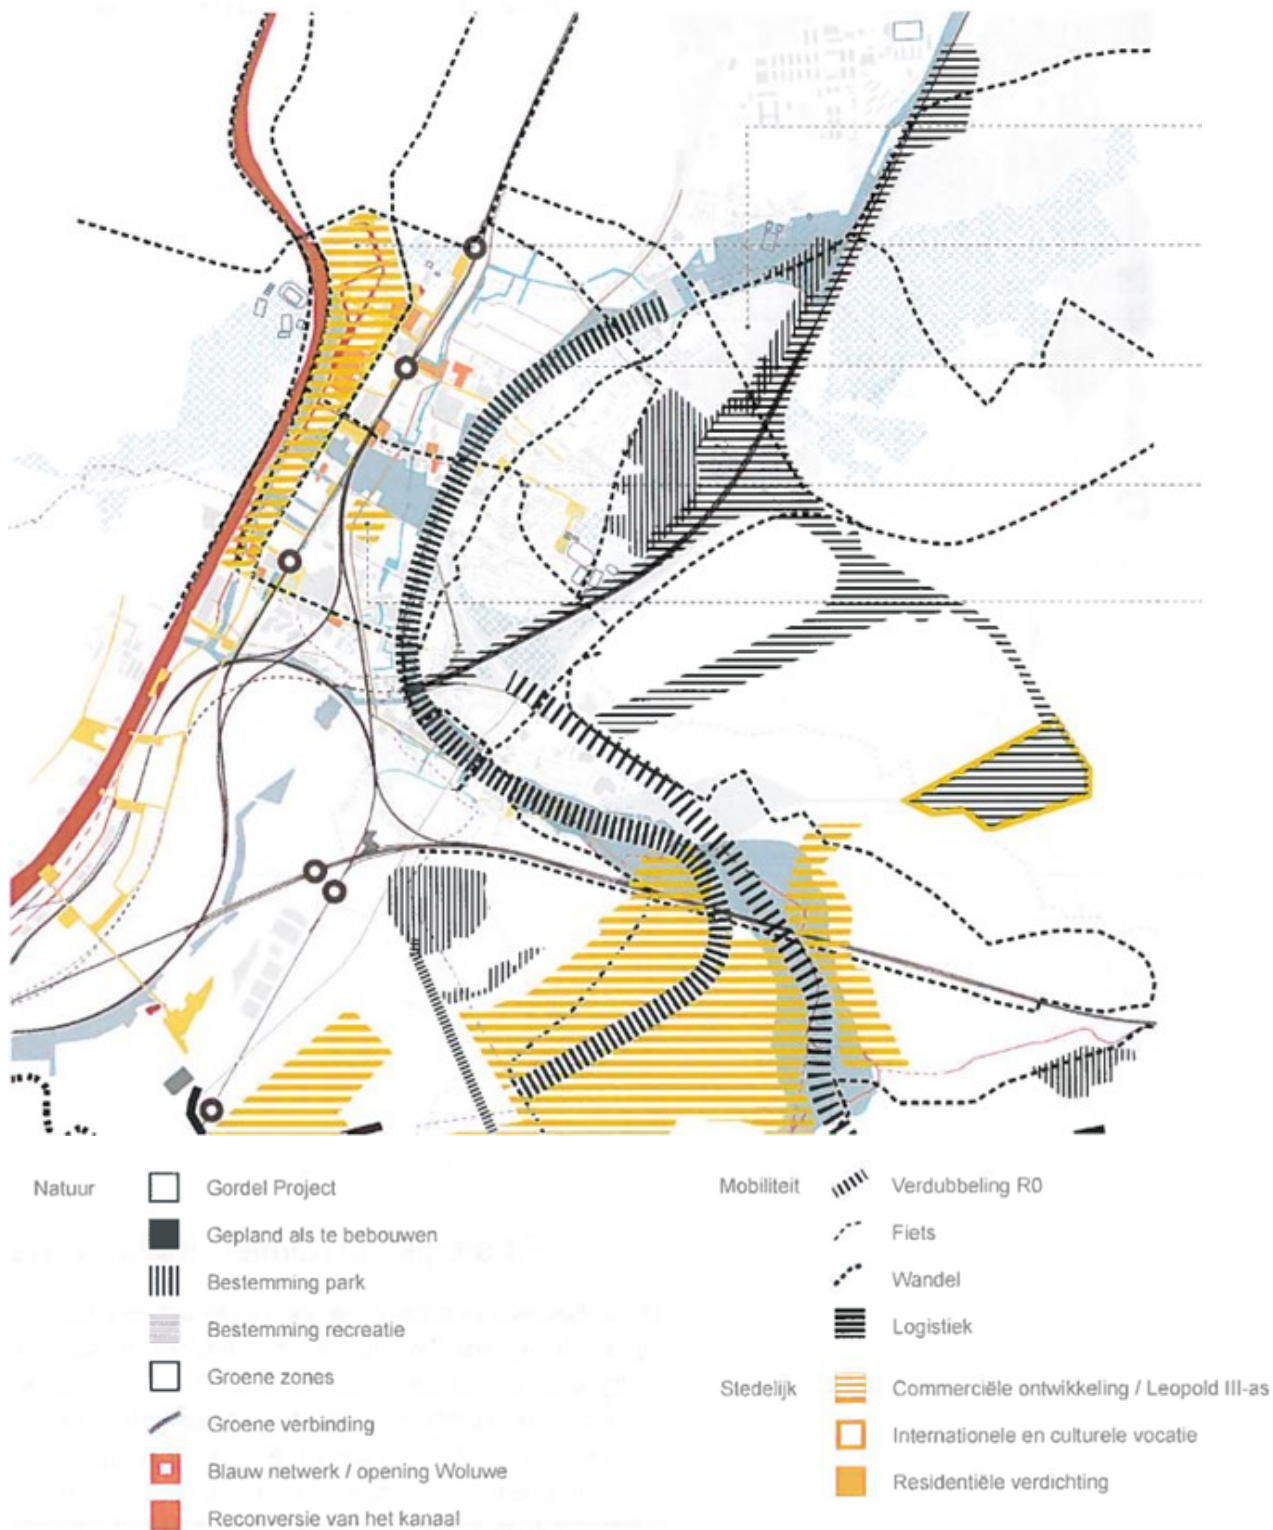 Natuur
Gordel Project
Gepland als te bebouwen
Bestemming park
Bestemming recreatie
Groene zones
Groene verbinding
Blauw netwerk / opening Woluwe
Reconversie van het kanaal
Mobiliteit
Verdubbeling R0
Fiets
Wandel
Logistiek
Stedelijk
Commerciële ontwikkeling / Leopold III-as
Internationele en culturele vocatie
Residentiële verdichting